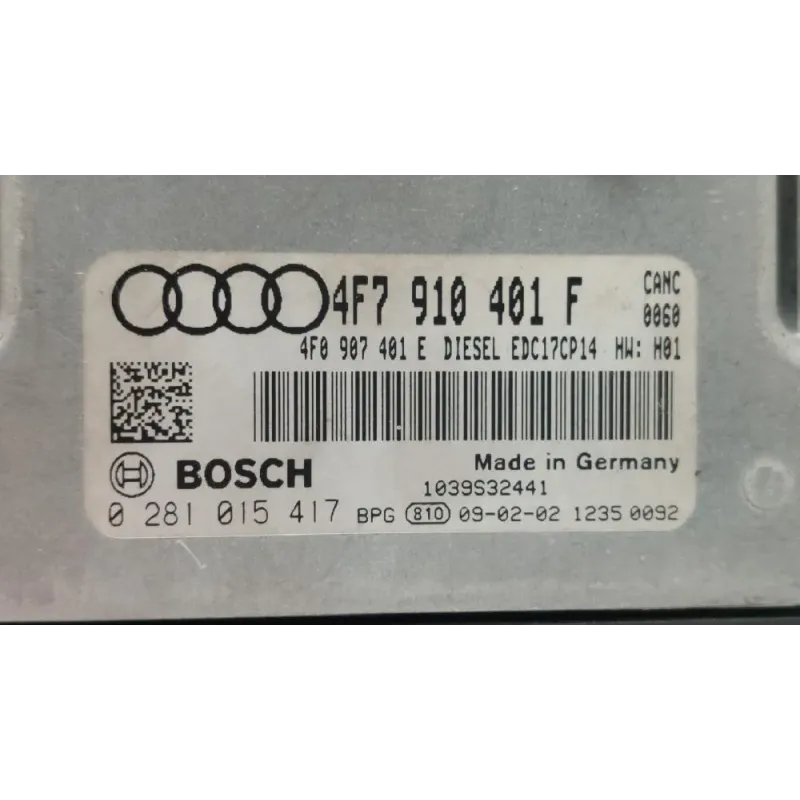 4F7 910 401 F CANC
0060
4F0 907 401 E DIESEL EDC17CP14 HW: H01
BOSCH Made in Germany
1039S32441
0 281 015 417 BPG 810 09-02-02 1235 0092